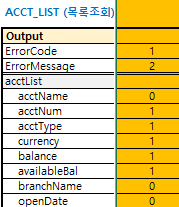 ACCT_LIST (목록조회)
Output
ErrorCode 1
ErrorMessage 2
acctList
acctName 0
acctNum 1
acctType 1
currency 1
balance 1
availableBal 1
branchName 0
openDate 0